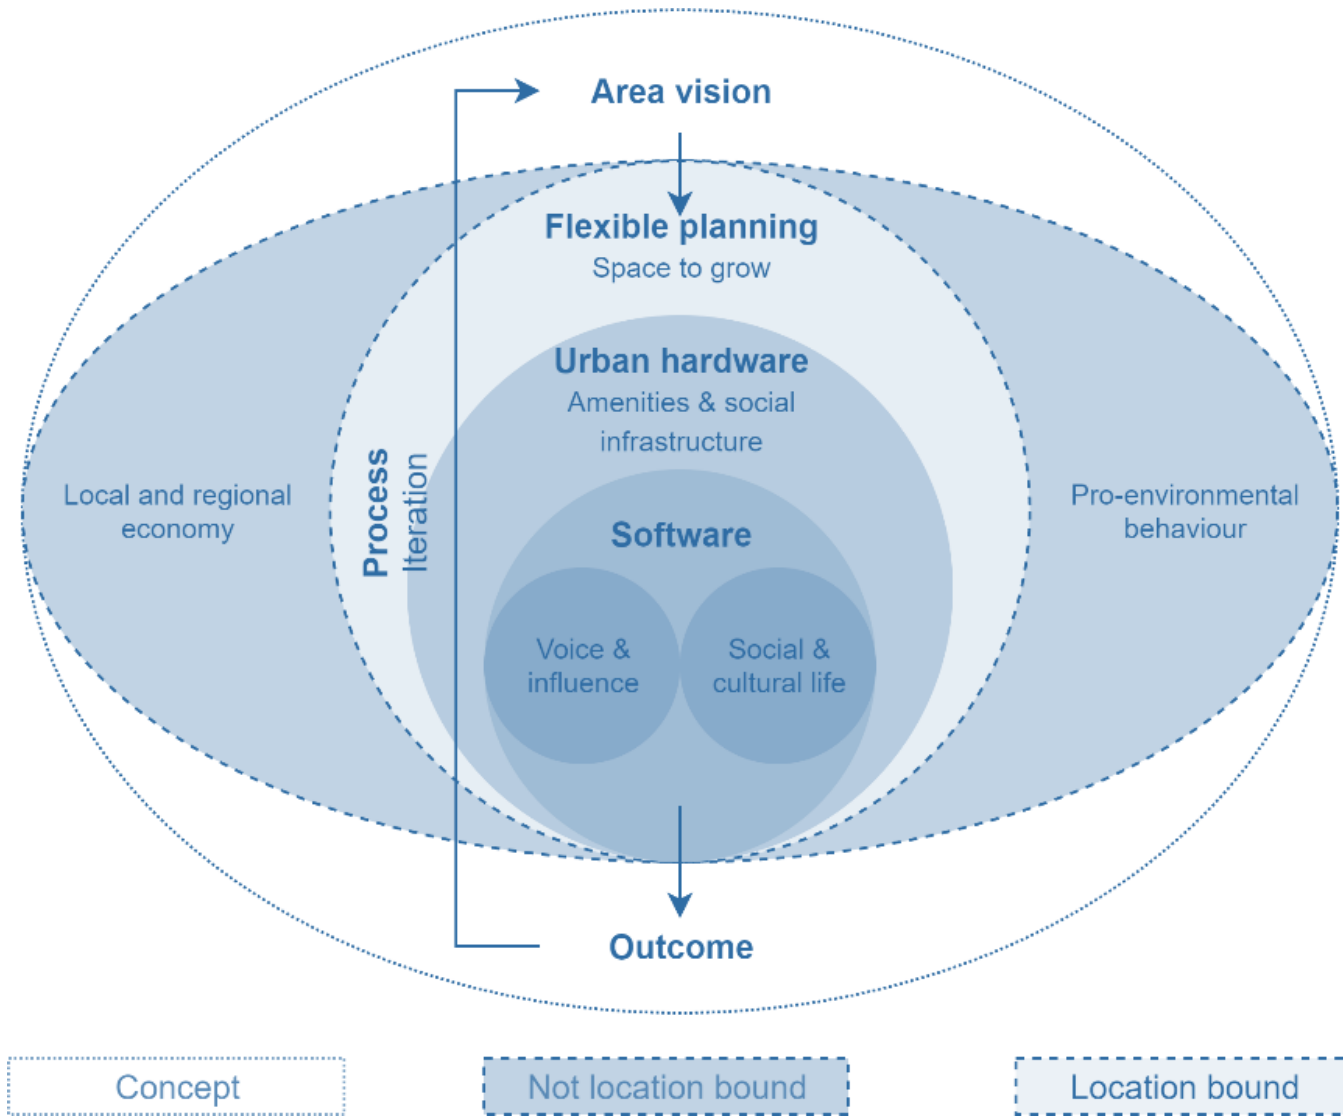 Area vision
Flexible planning
Space to grow
Urban hardware
Amenities & social
infrastructure
Process
Iteration
Local and regional
economy
Pro-environmental
behaviour
Software
Voice &
influence
Social &
cultural life
Outcome
Concept
Not location bound
Location bound